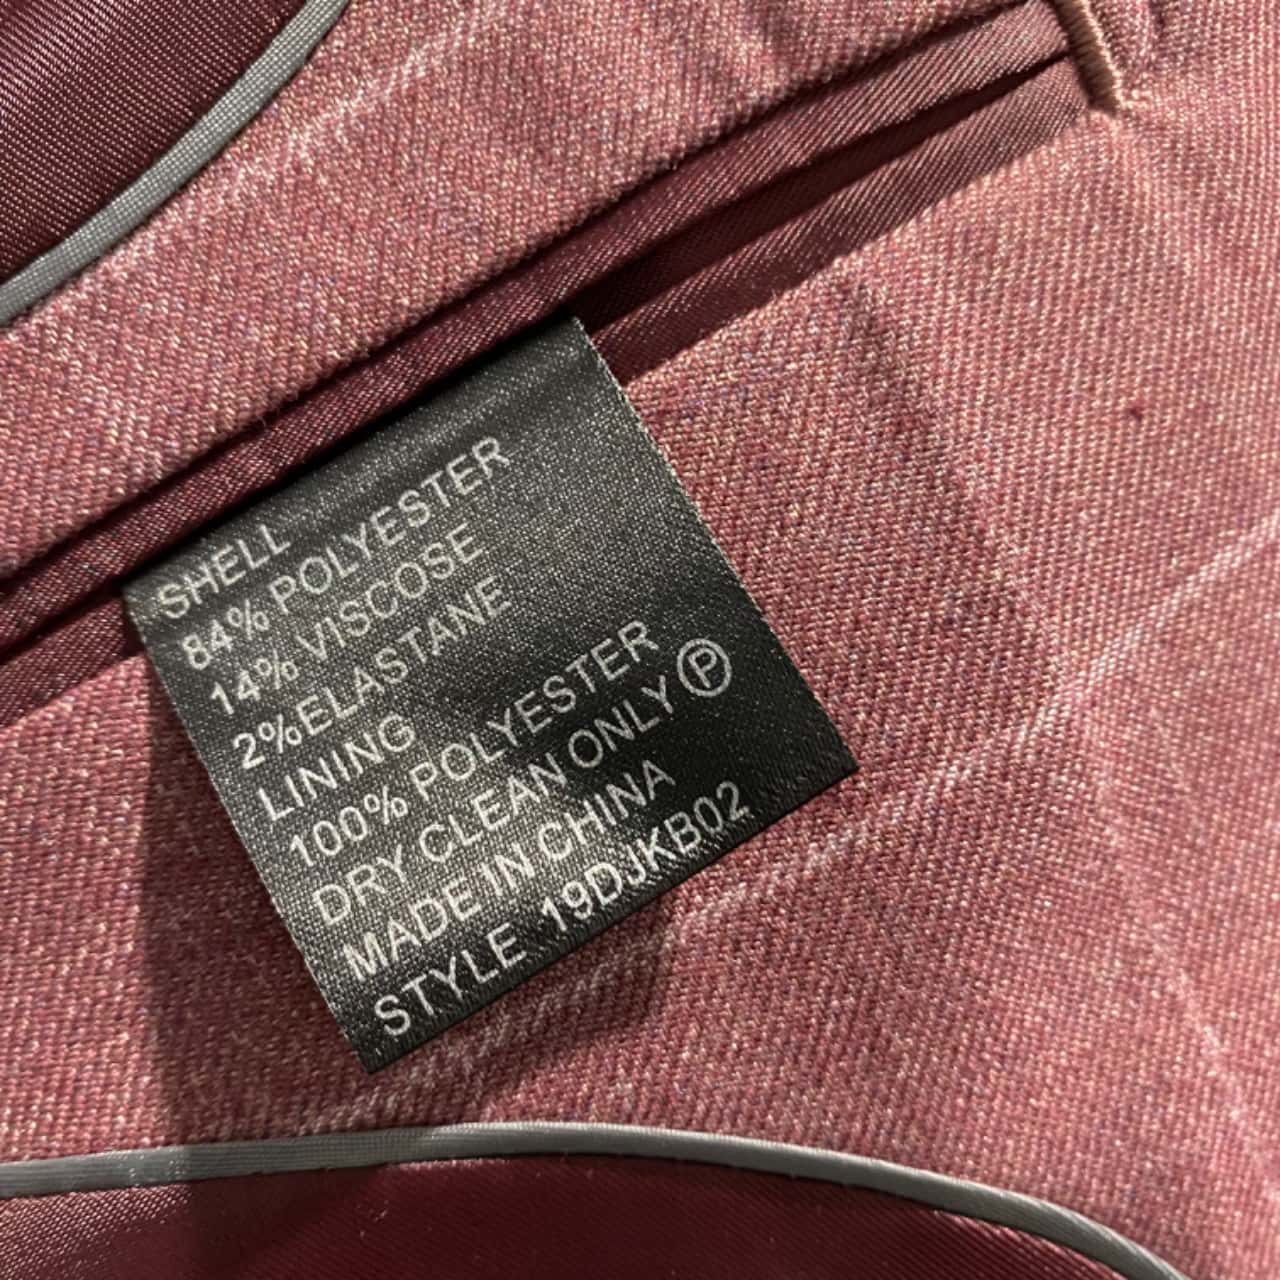 SHELL
84% POLYESTER
14% VISCOSE
2%ELASTANE
LINING
100% POLYESTER
DRY CLEAN ONLY Ⓟ
MADE IN CHINA
STYLE 19DJKB02